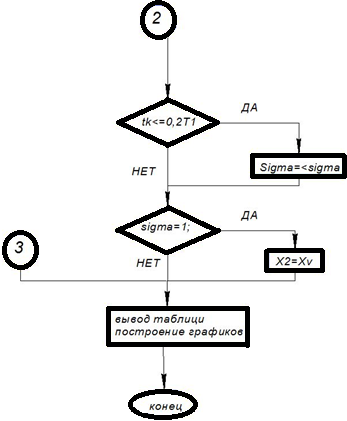 2
tk<=0,2T1
ДА
НЕТ
Sigma=<sigma
sigma=1;
ДА
3
НЕТ
X2=Xv
вывод таблици
построение графиков
конец